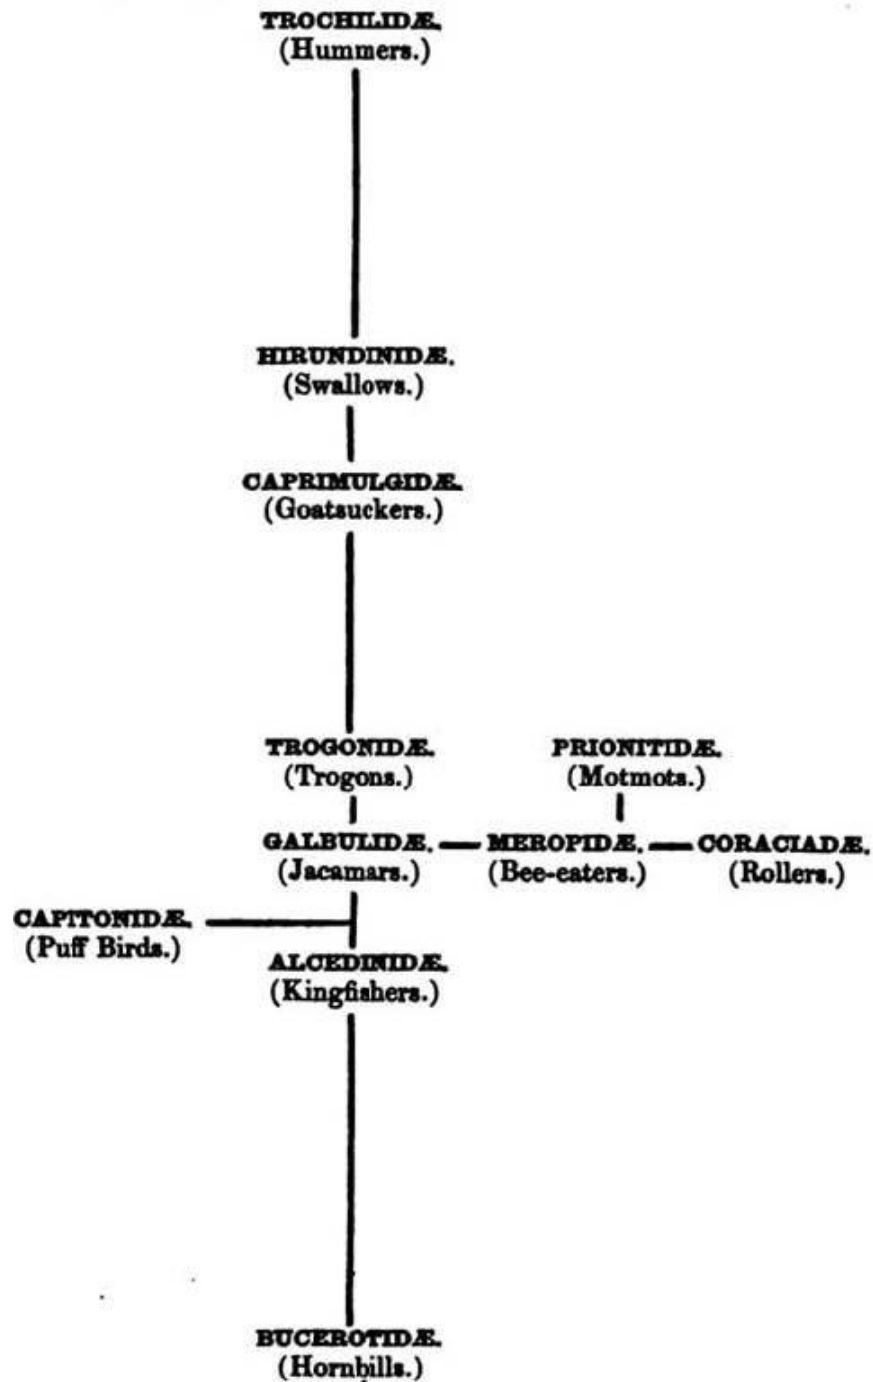 TROCHILIDÆ.
(Hummers.)
HIRUNDINIDÆ.
(Swallows.)
CAPRIMULGIDÆ.
(Goatsuckers.)
TROGONIDÆ.
(Trogons.)
PRIONITIDÆ.
(Motmots.)
GALBULIDÆ.
(Jacamars.)
MEROPIDÆ.
(Bee-eaters.)
CORACIADÆ.
(Rollers.)
CAPITONIDÆ.
(Puff Birds.)
ALCEDINIDÆ.
(Kingfishers.)
BUCEROTIDÆ.
(Hornbills.)